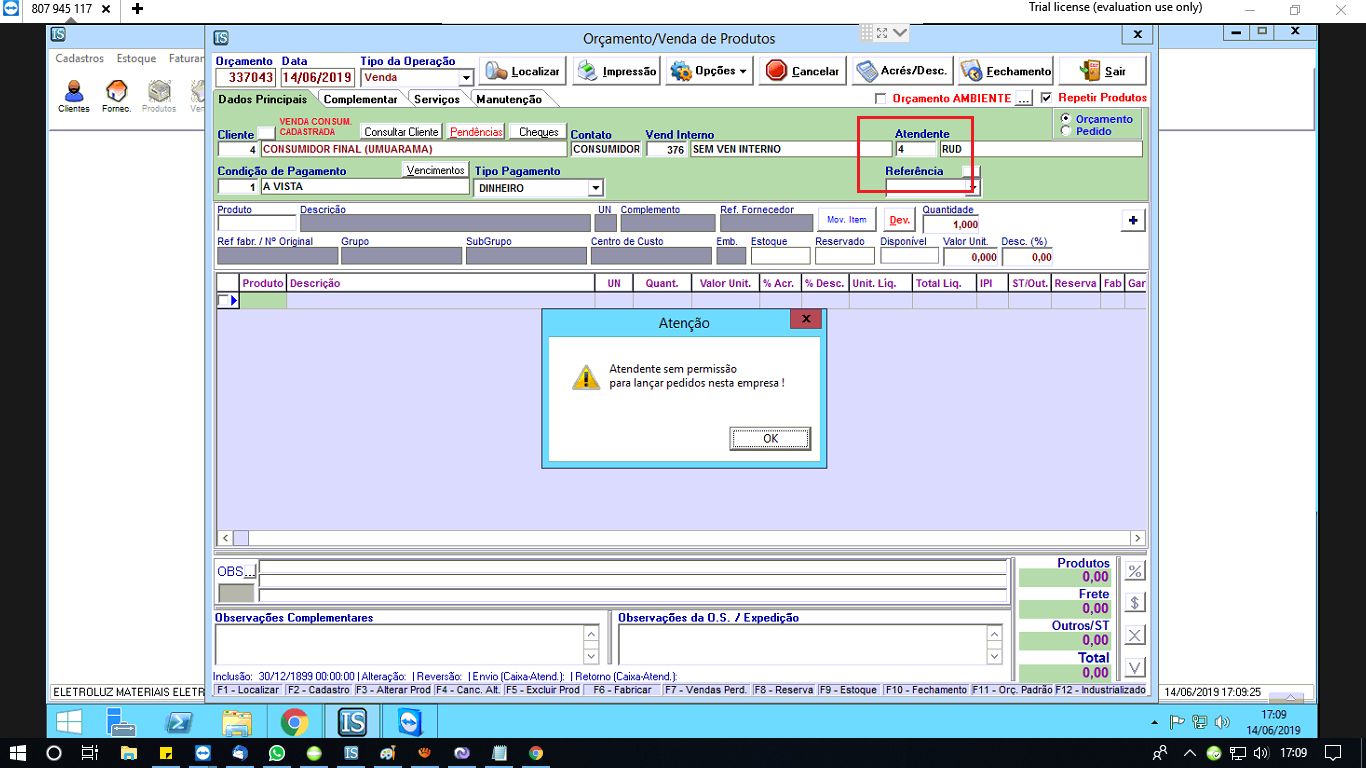 807 945 117
Trial license (evaluation use only)
IS
IS
Orçamento/Venda de Produtos
Cadastros Estoque Faturar
Clientes Fornec. Produtos Ven
Orçamento Data Tipo da Operação
337043 14/06/2019 Venda
Localizar Impressão Opções Cancelar Acrés/Desc. Fechamento Sair
Dados Principais Complementar Serviços Manutenção
Orçamento AMBIENTE ... Repetir Produtos
Cliente VENDA CONSUM.
CADASTRADA
Consultar Cliente Pendências Cheques Contato Vend Interno Atendente
Orçamento
Pedido
4 CONSUMIDOR FINAL (UMUARAMA) CONSUMIDOR 376 SEM VEN INTERNO 4 RUD
Condição de Pagamento Vencimentos Tipo Pagamento Referência
1 A VISTA DINHEIRO
Produto Descrição UN Complemento Ref. Fornecedor Mov. Item Dev. Quantidade
1,000 +
Ref fabr. / Nº Original Grupo SubGrupo Centro de Custo Emb. Estoque Reservado Disponível Valor Unit. Desc. (%)
0,000 0,00
Produto Descrição UN Quant. Valor Unit. % Acr. % Desc. Unit. Liq. Total Liq. IPI ST/Out. Reserva Fab Gar
Atenção
Atendente sem permissão
para lançar pedidos nesta empresa !
OK
OBS...
Produtos
0,00 %
Frete
0,00 $
Outros/ST
0,00 X
Total
0,00 V
Observações Complementares Observações da O.S. / Expedição
Inclusão: 30/12/1899 00:00:00 | Alteração: | Reversão: | Envio (Caixa-Atend.): | Retorno (Caixa-Atend.):
F1 - Localizar F2 - Cadastro F3 - Alterar Prod F4 - Canc. Alt. F5 - Excluir Prod F6 - Fabricar F7 - Vendas Perd. F8 - Reserva F9 - Estoque F10 - Fechamento F11 - Orç. Padrão F12 - Industrializado
ELETROLUZ MATERIAIS ELETR
14/06/2019 17:09:25
IS
17:09
14/06/2019
IS
17:09